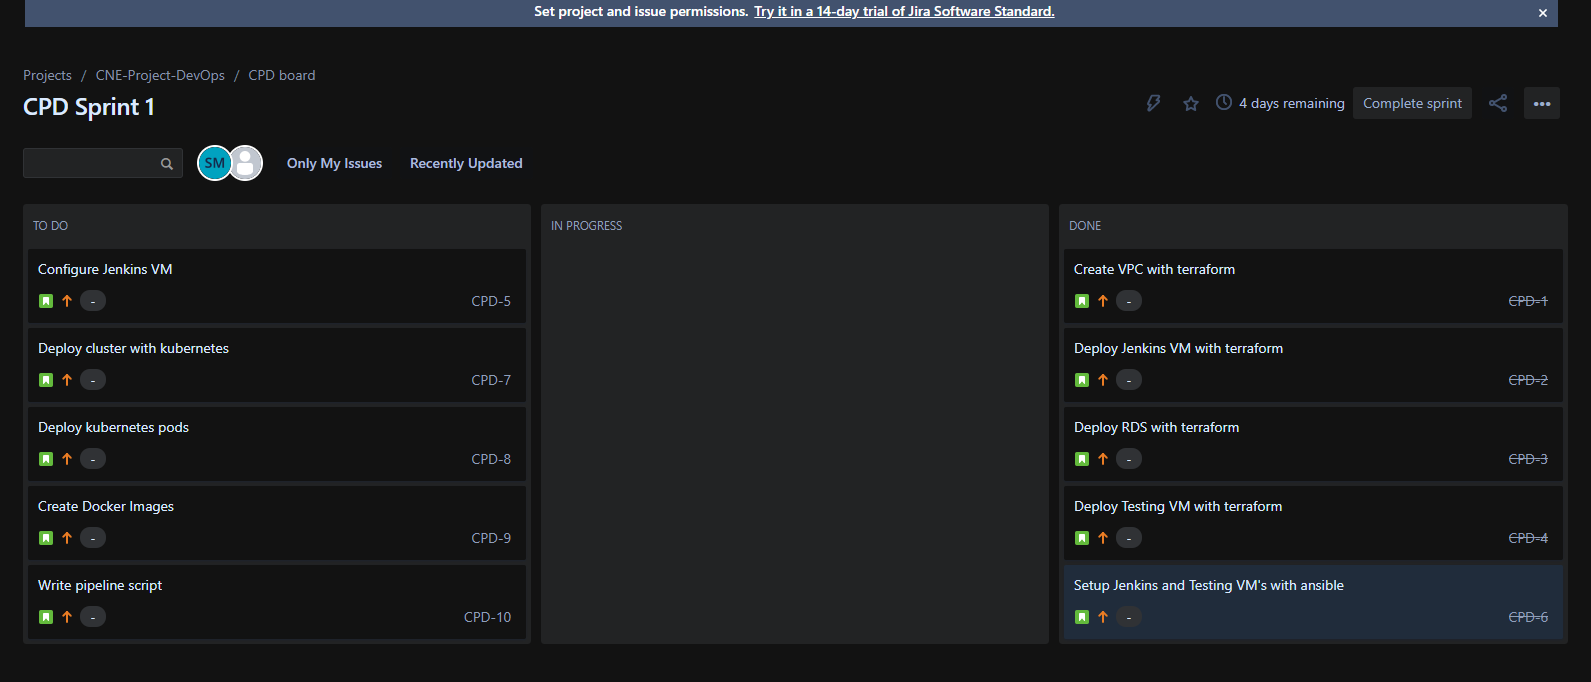 Set project and issue permissions. Try it in a 14-day trial of Jira Software Standard.
Projects / CNE-Project-DevOps / CPD board
CPD Sprint 1
4 days remaining
Complete sprint
SM
Only My Issues
Recently Updated
TO DO
Configure Jenkins VM
-
CPD-5
Deploy cluster with kubernetes
-
CPD-7
Deploy kubernetes pods
-
CPD-8
Create Docker Images
-
CPD-9
Write pipeline script
-
CPD-10
IN PROGRESS
DONE
Create VPC with terraform
-
CPD-1
Deploy Jenkins VM with terraform
-
CPD-2
Deploy RDS with terraform
-
CPD-3
Deploy Testing VM with terraform
-
CPD-4
Setup Jenkins and Testing VM's with ansible
-
CPD-6